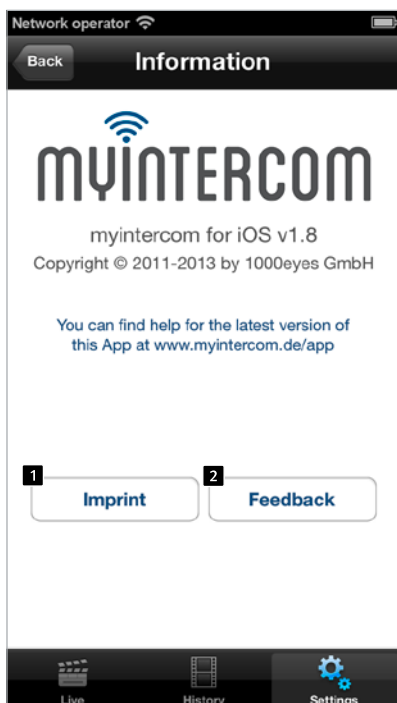 Network operator
Back
Information
myintercom
myintercom for iOS v1.8
Copyright © 2011-2013 by 1000eyes GmbH
You can find help for the latest version of
this App at www.myintercom.de/app
1
2
Imprint
Feedback
Live
History
Settings